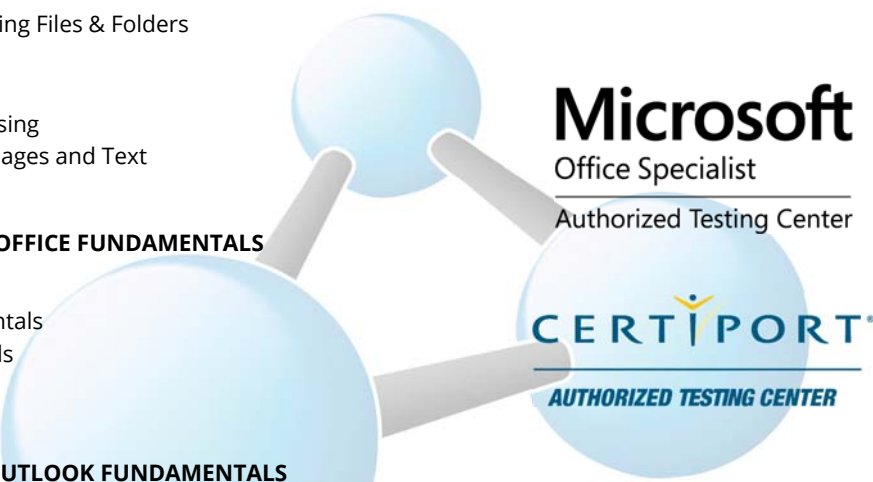 ing Files & Folders
sing
ages and Text
OFFICE FUNDAMENTALS
ntals
ls
UTLOOK FUNDAMENTALS
Microsoft
Office Specialist
Authorized Testing Center
CERTIPORT®
AUTHORIZED TESTING CENTER